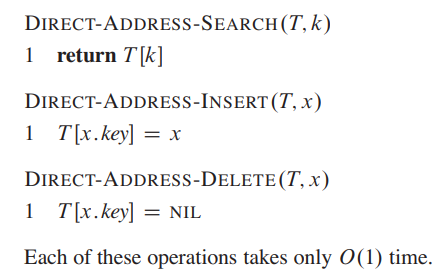 DIRECT-ADDRESS-SEARCH(T, k)
1 return T[k]
DIRECT-ADDRESS-INSERT(T, x)
1 T[x.key] = x
DIRECT-ADDRESS-DELETE(T, x)
1 T[x.key] = NIL
Each of these operations takes only O(1) time.